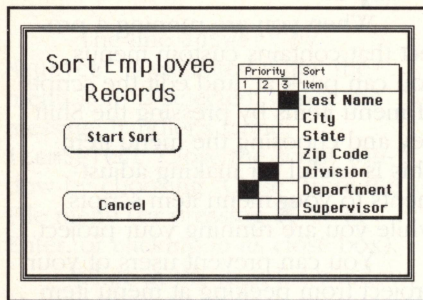 Sort Employee
Records
Start Sort
Cancel
Priority Sort
1 2 3 Item
Last Name
City
State
Zip Code
Division
Department
Supervisor